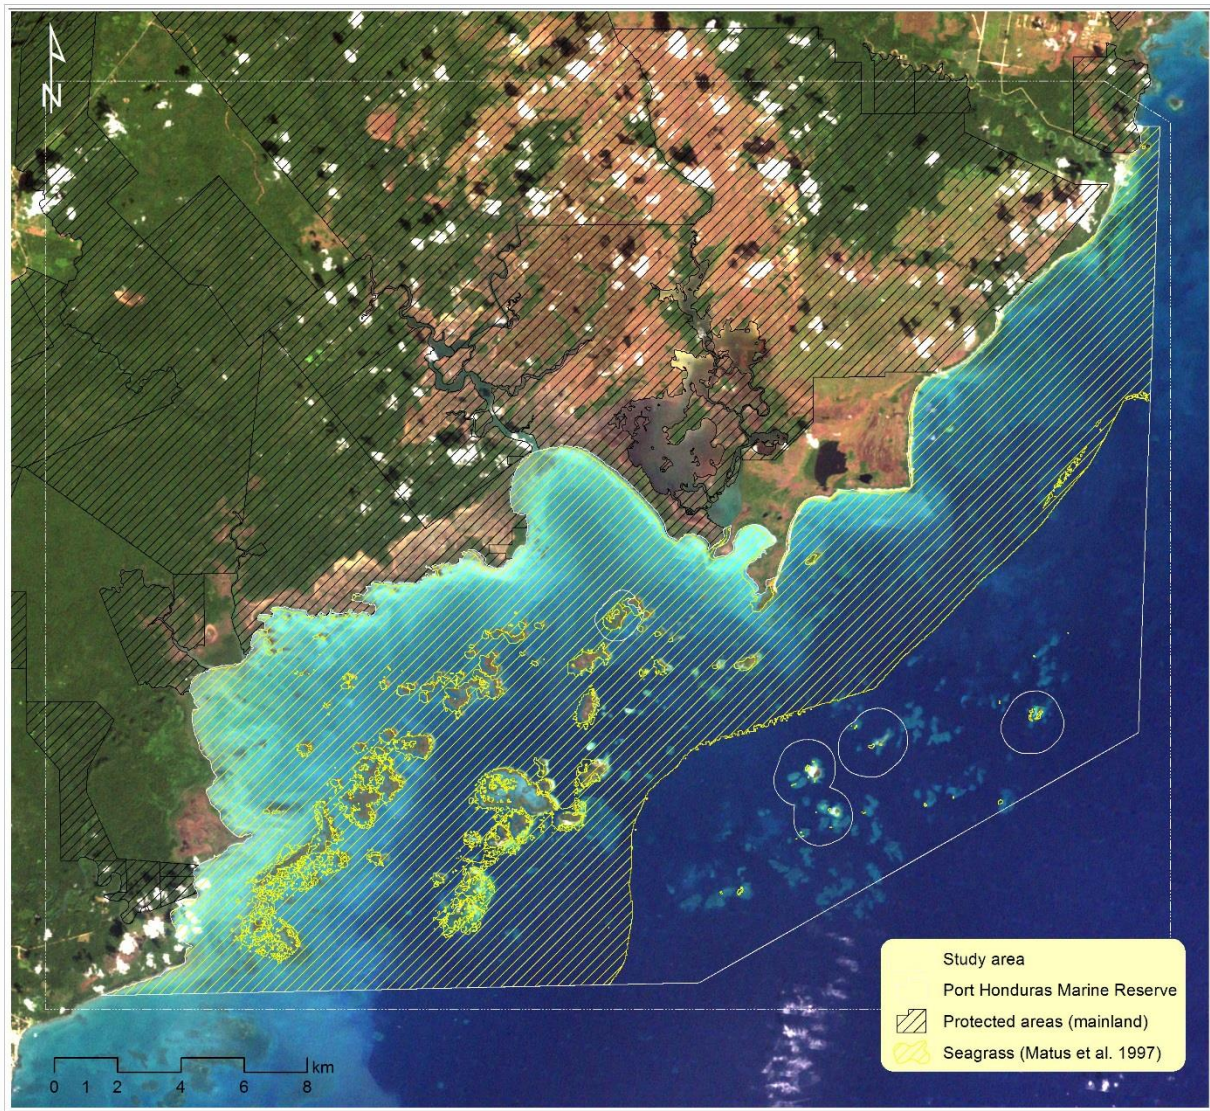 N
Study area
Port Honduras Marine Reserve
Protected areas (mainland)
Seagrass (Matus et al. 1997)
km
0 1 2 4 6 8